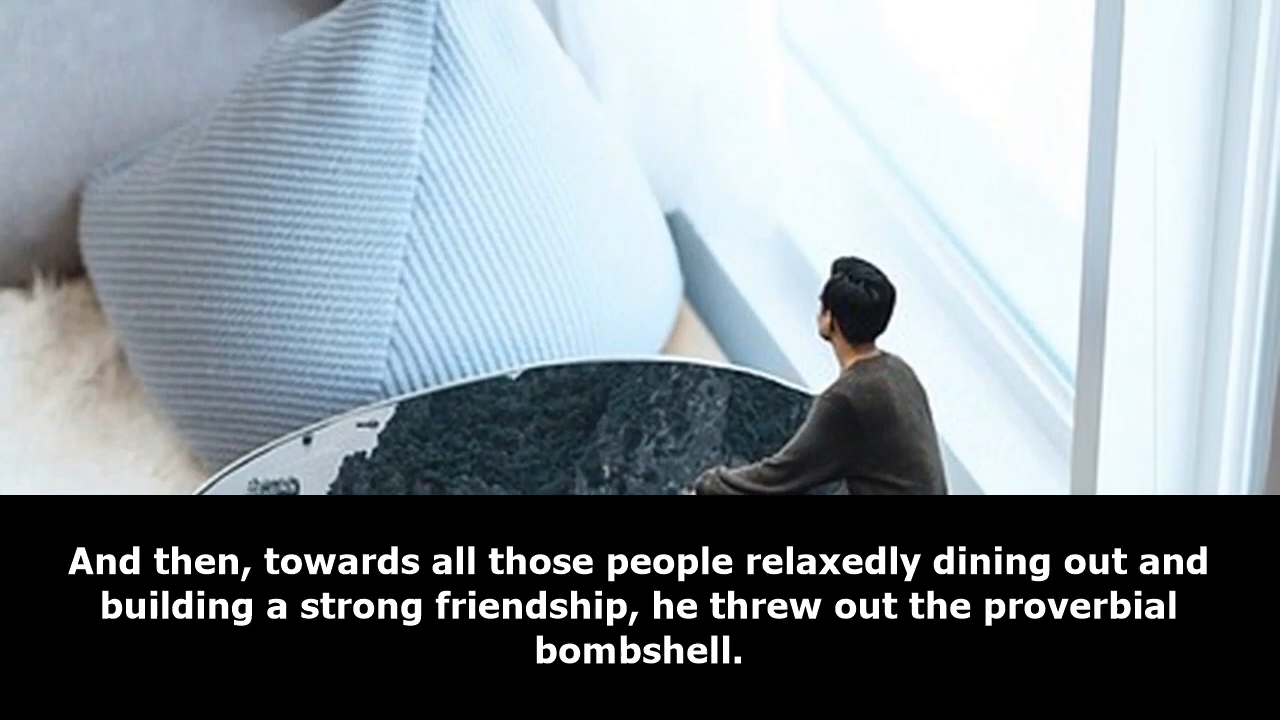 And then, towards all those people relaxedly dining out and
building a strong friendship, he threw out the proverbial
bombshell.